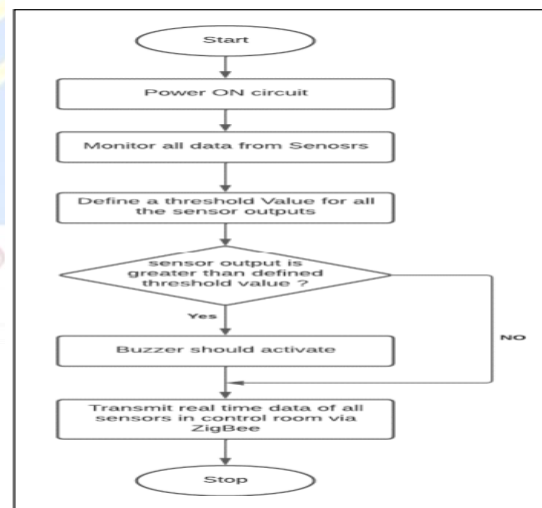 Start
Power ON circuit
Monitor all data from Senosrs
Define a threshold Value for all
the sensor outputs
sensor output is
greater than defined
threshold value ?
Yes
Buzzer should activate
NO
Transmit real time data of all
sensors in control room via
ZigBee
Stop